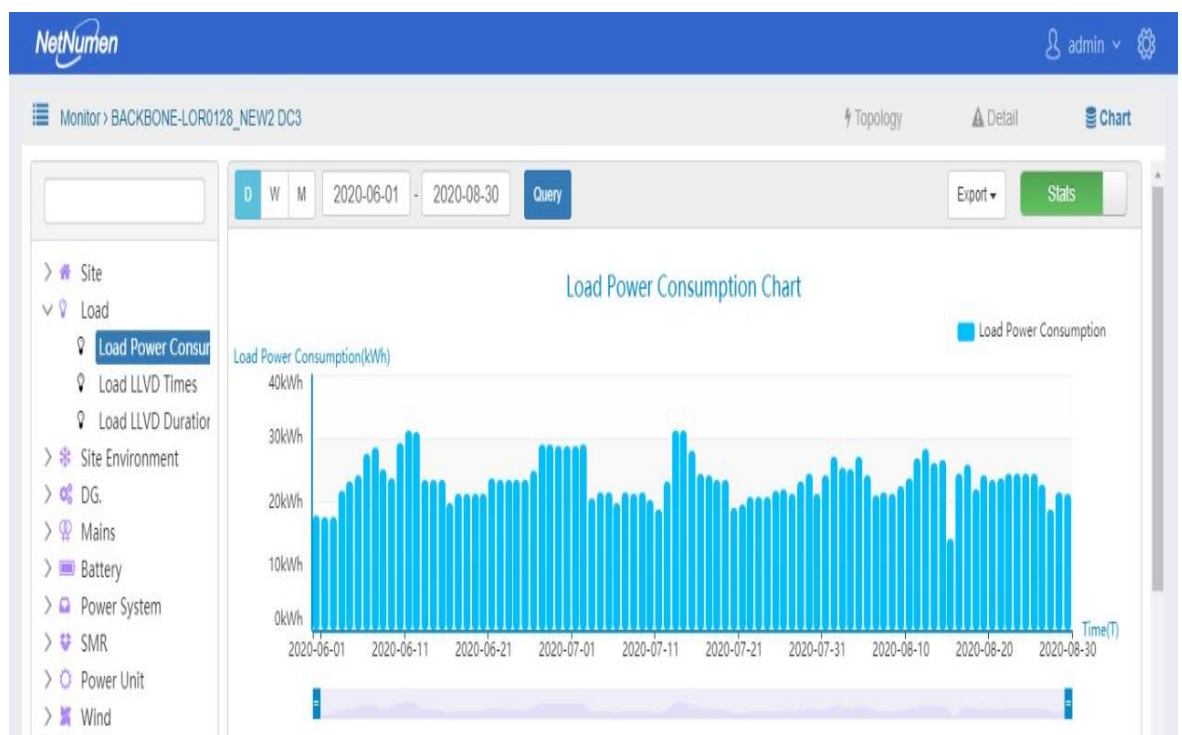 NetNumen
admin
Monitor › BACKBONE-LOR0128_NEW2 DC3
Topology
Detail
Chart
D W M 2020-06-01 - 2020-08-30 Query
Export
Stats
Site
Load
Load Power Consur
Load LLVD Times
Load LLVD Duration
Site Environment
DG.
Mains
Battery
Power System
SMR
Power Unit
Wind
Load Power Consumption Chart
Load Power Consumption
Load Power Consumption(kWh)
40kWh
30kWh
20kWh
10kWh
0kWh
2020-06-01 2020-06-11 2020-06-21 2020-07-01 2020-07-11 2020-07-21 2020-07-31 2020-08-10 2020-08-20 2020-08-30
Time(T)